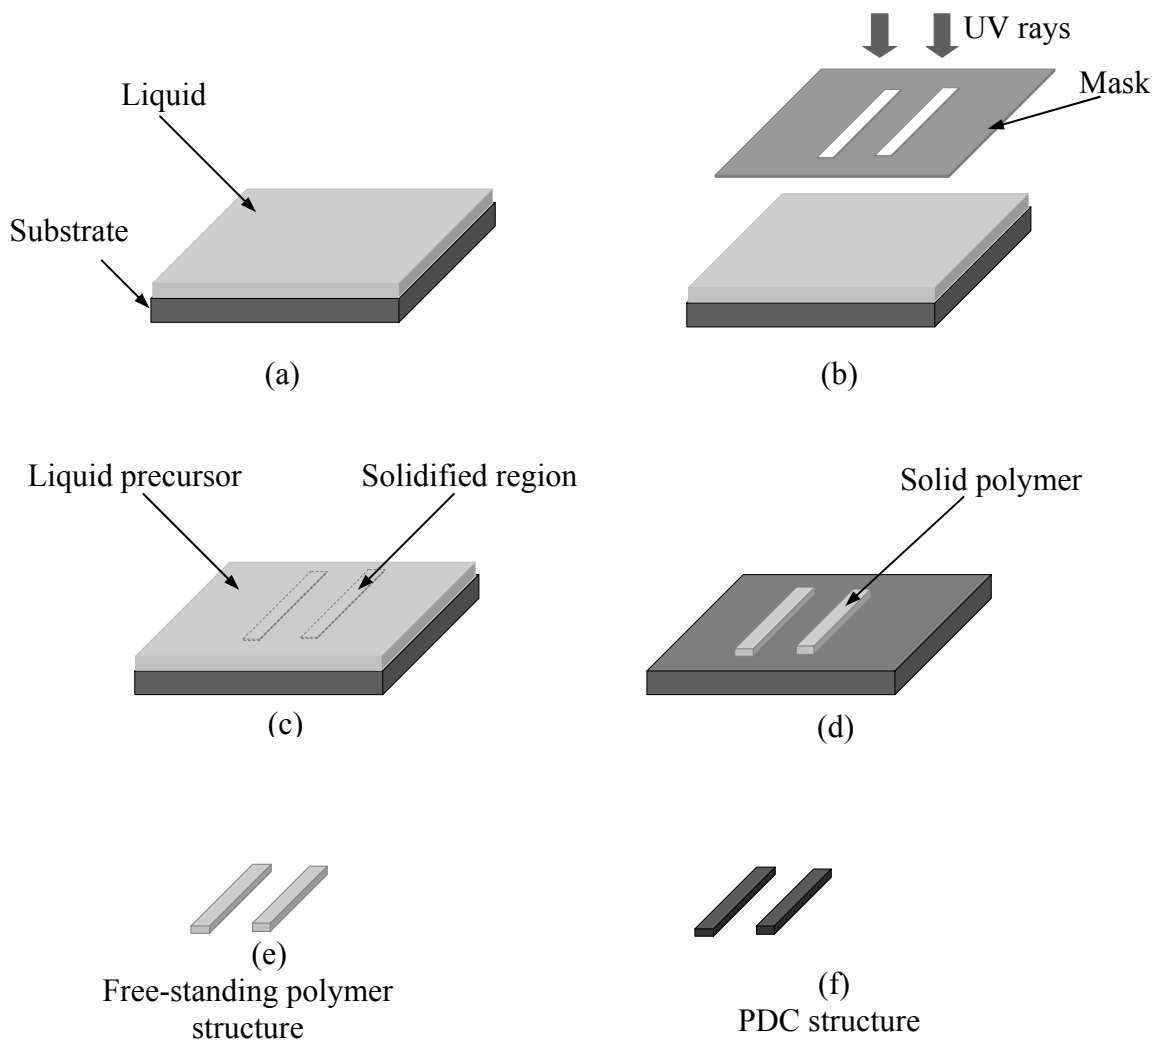 UV rays
Mask
Liquid
Substrate
(a)
(b)
Liquid precursor
Solidified region
Solid polymer
(c)
(d)
(e)
Free-standing polymer
structure
(f)
PDC structure